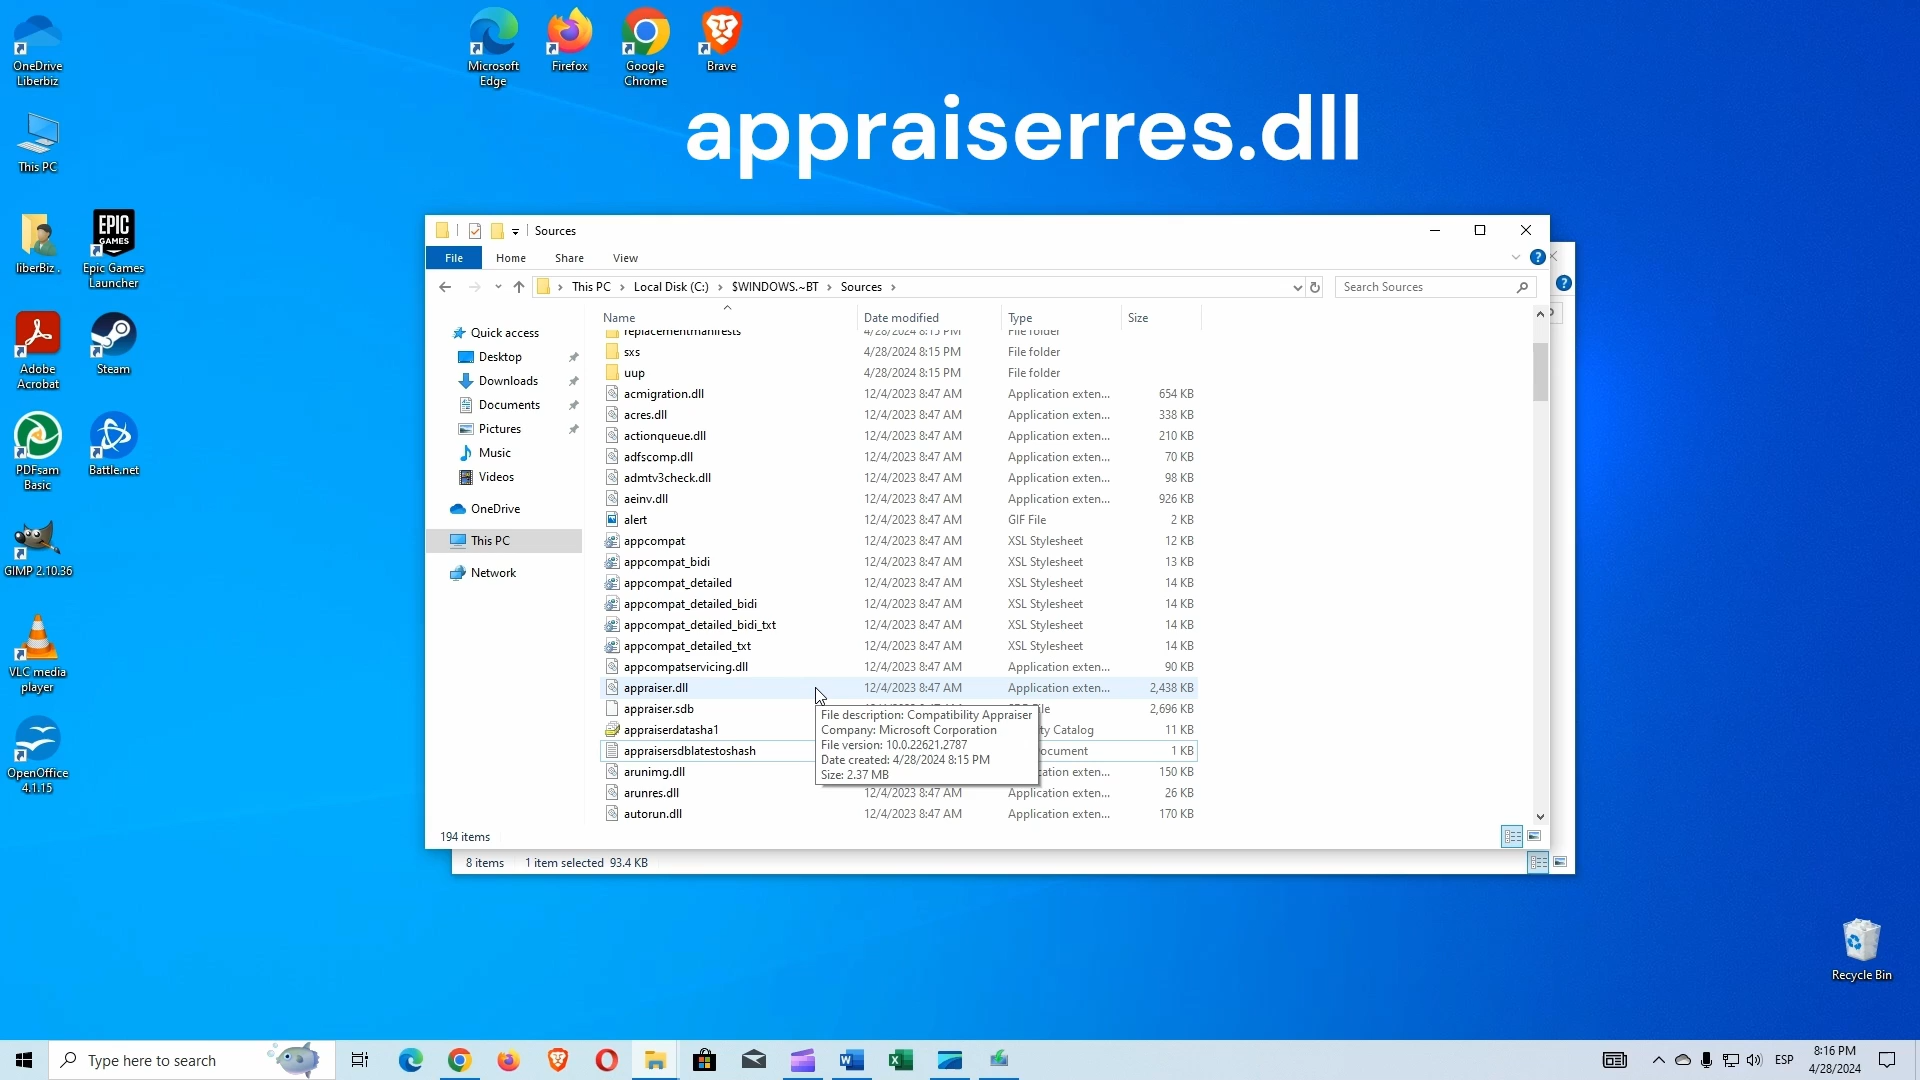 OneDrive
Liberbiz
This PC
liberBiz .
Epic Games
Launcher
EPIC
GAMES
Adobe
Acrobat
Steam
PDFsam
Basic
Battle.net
GIMP 2.10.36
VLC media
player
OpenOffice
4.1.15
Microsoft
Edge
Firefox
Google
Chrome
Brave
appraiserres.dll
Sources
File Home Share View
This PC › Local Disk (C:) › $WINDOWS.~BT › Sources ›
Search Sources
Quick access
Desktop
Downloads
Documents
Pictures
Music
Videos
OneDrive
This PC
Network
Name Date modified Type Size
replacementmanifests 4/28/2024 8:15 PM File folder
sxs 4/28/2024 8:15 PM File folder
uup 4/28/2024 8:15 PM File folder
acmigration.dll 12/4/2023 8:47 AM Application exten... 654 KB
acres.dll 12/4/2023 8:47 AM Application exten... 338 KB
actionqueue.dll 12/4/2023 8:47 AM Application exten... 210 KB
adfscomp.dll 12/4/2023 8:47 AM Application exten... 70 KB
admtv3check.dll 12/4/2023 8:47 AM Application exten... 98 KB
aeinv.dll 12/4/2023 8:47 AM Application exten... 926 KB
alert 12/4/2023 8:47 AM GIF File 2 KB
appcompat 12/4/2023 8:47 AM XSL Stylesheet 12 KB
appcompat_bidi 12/4/2023 8:47 AM XSL Stylesheet 13 KB
appcompat_detailed 12/4/2023 8:47 AM XSL Stylesheet 14 KB
appcompat_detailed_bidi 12/4/2023 8:47 AM XSL Stylesheet 14 KB
appcompat_detailed_bidi_txt 12/4/2023 8:47 AM XSL Stylesheet 14 KB
appcompat_detailed_txt 12/4/2023 8:47 AM XSL Stylesheet 14 KB
appcompatservicing.dll 12/4/2023 8:47 AM Application exten... 90 KB
appraiser.dll 12/4/2023 8:47 AM Application exten... 2,438 KB
appraiser.sdb 2,696 KB
appraiserdatasha1 ty Catalog 11 KB
appraisersdblatestoshash ocument 1 KB
arunimg.dll cation exten... 150 KB
arunres.dll 12/4/2023 8:47 AM Application exten... 26 KB
autorun.dll 12/4/2023 8:47 AM Application exten... 170 KB
File description: Compatibility Appraiser
Company: Microsoft Corporation
File version: 10.0.22621.2787
Date created: 4/28/2024 8:15 PM
Size: 2.37 MB
194 items
8 items 1 item selected 93.4 KB
Recycle Bin
Type here to search
ESP
8:16 PM
4/28/2024